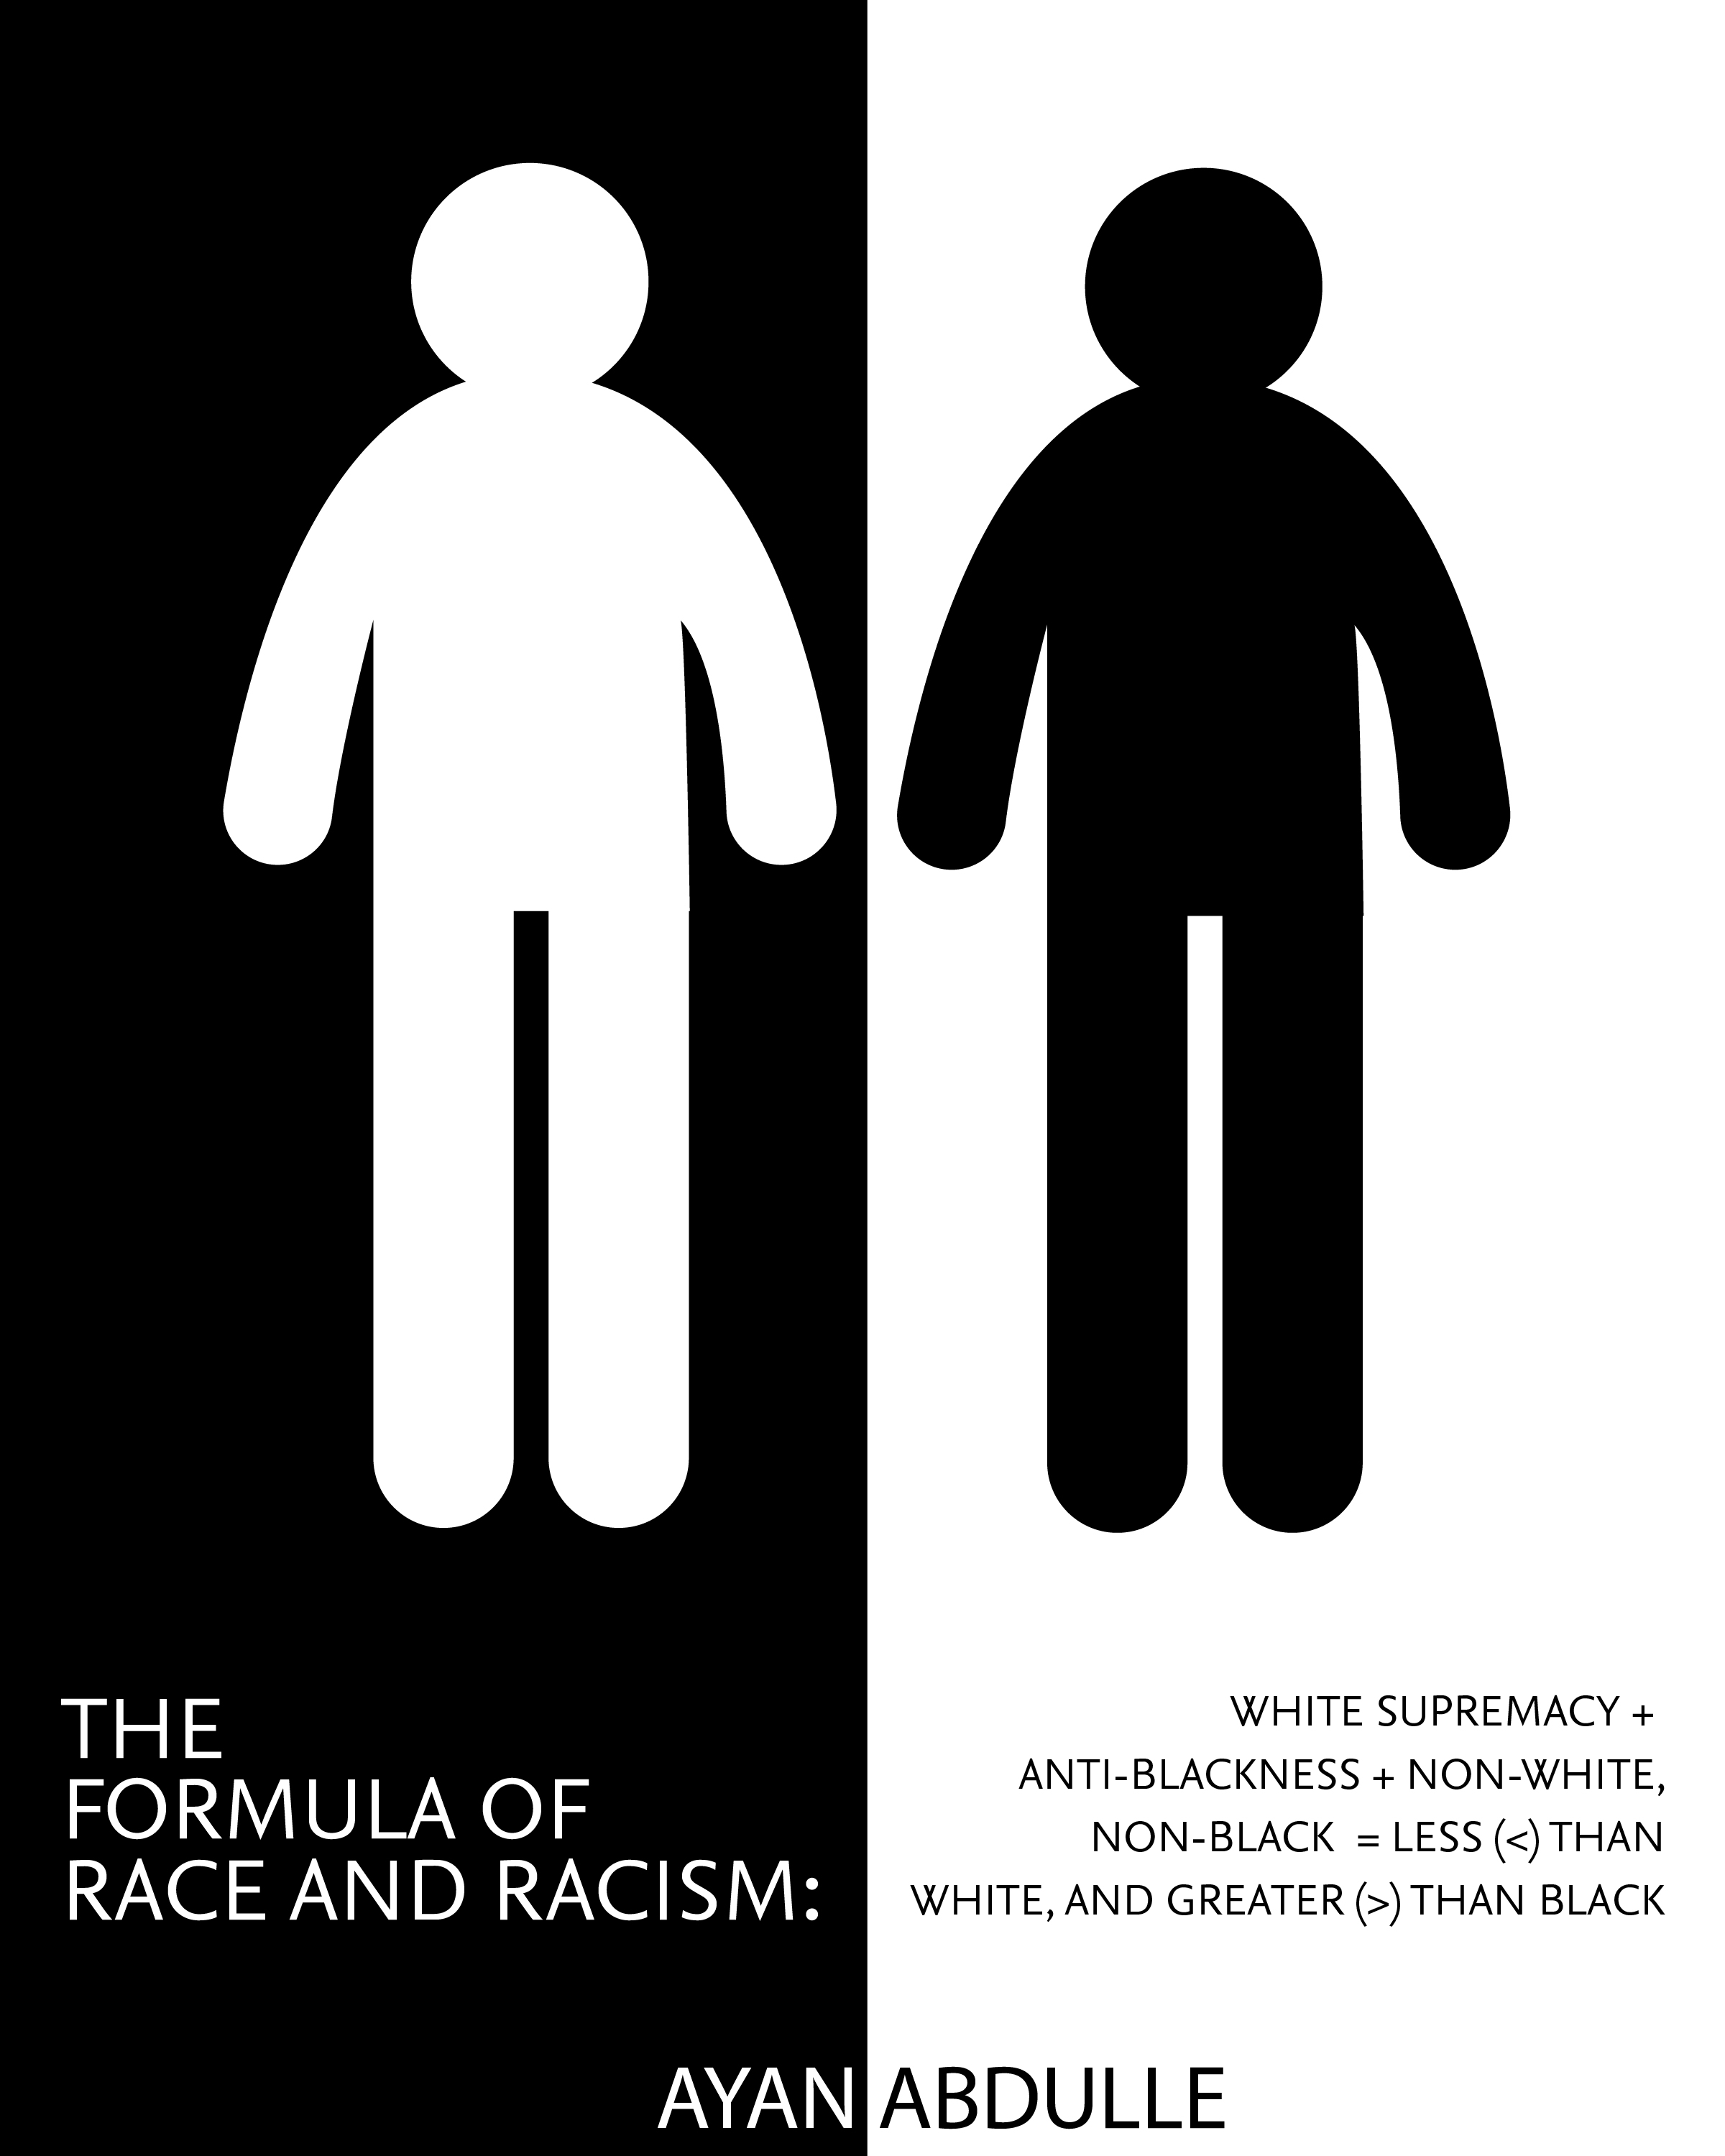 THE
FORMULA OF
RACE AND RACISM:
WHITE SUPREMACY +
ANTI-BLACKNESS + NON-WHITE,
NON-BLACK = LESS (<) THAN
WHITE, AND GREATER (>) THAN BLACK
AYAN ABDULLE